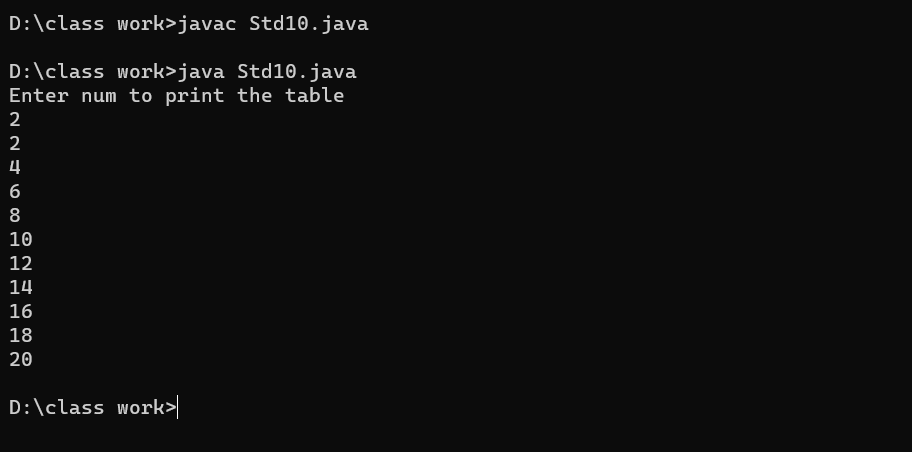 D:\class work>javac Std10.java
D:\class work>java Std10.java
Enter num to print the table
2
2
4
6
8
10
12
14
16
18
20
D:\class work>